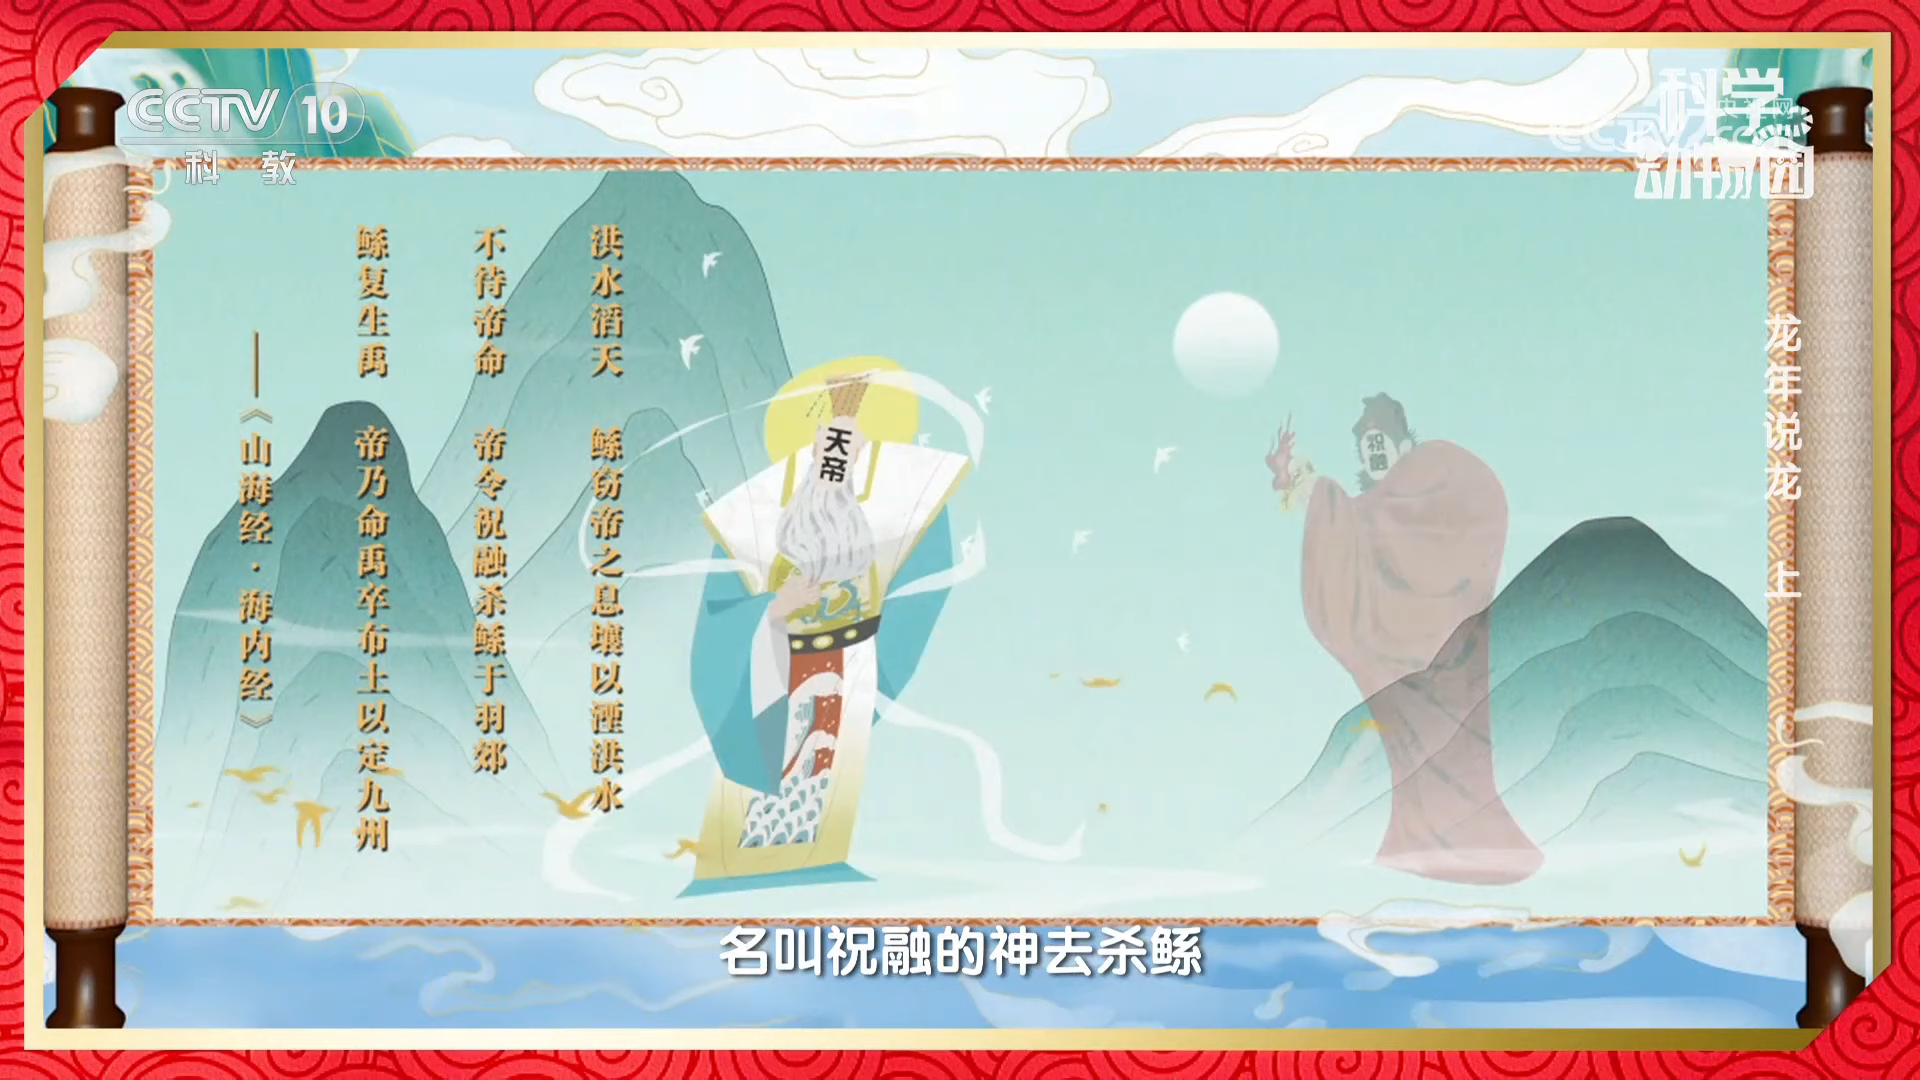 CCTV 10
科教
科学
动物园
龙年说龙 上
洪水滔天 鲧窃帝之息壤以湮洪水
不待帝命 帝令祝融杀鲧于羽郊
鲧复生禹 帝乃命禹卒布土以定九州
——《山海经·海内经》
天帝
祝融
名叫祝融的神去杀鲧